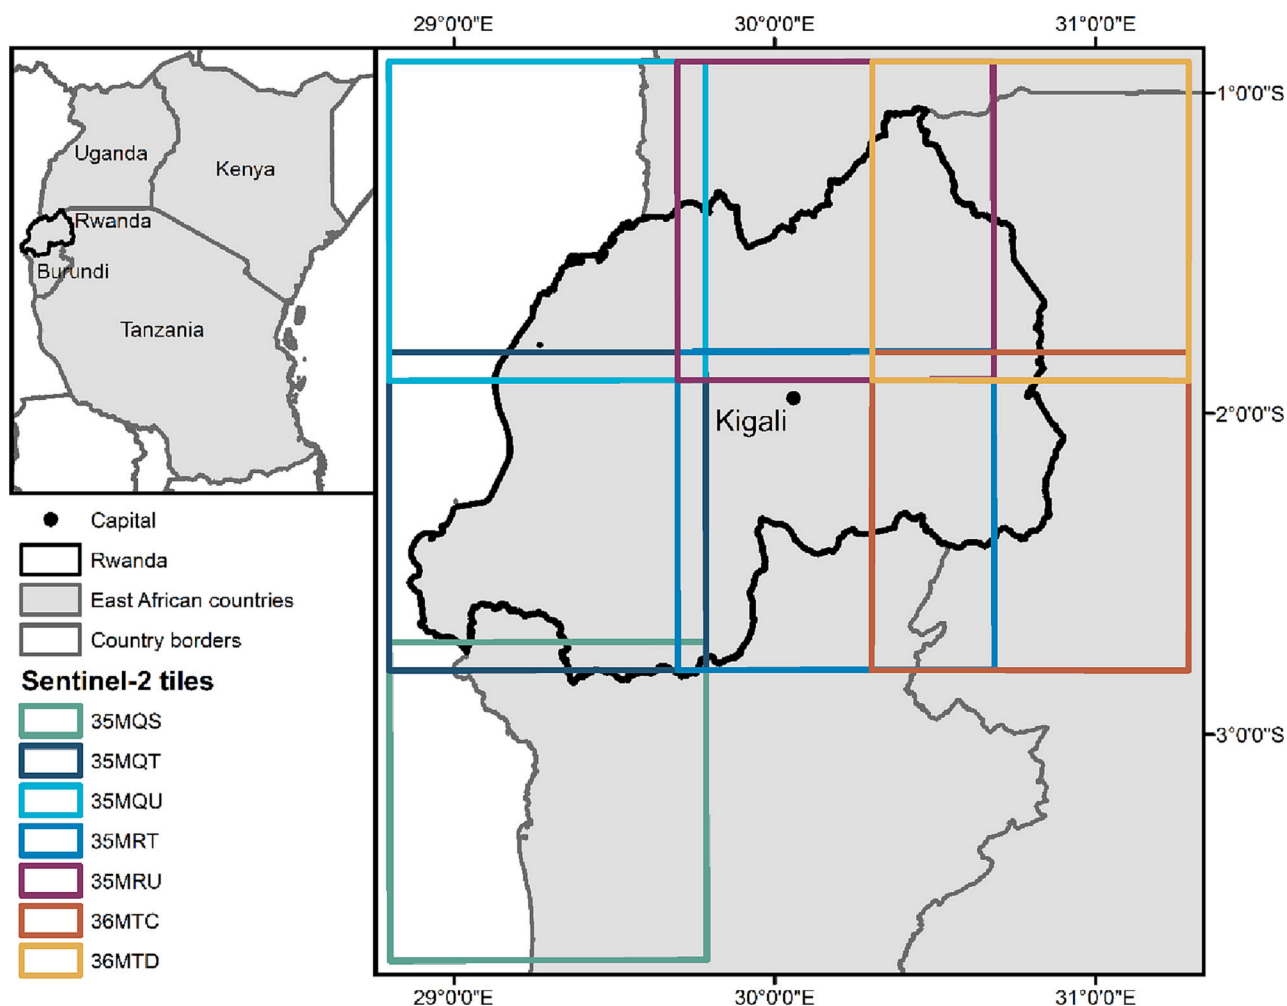 29°0'0"E 30°0'0"E 31°0'0"E
Uganda
Kenya
Rwanda
Burundi
Tanzania
1°0'0"S
2°0'0"S
3°0'0"S
Kigali
Capital
Rwanda
East African countries
Country borders
Sentinel-2 tiles
35MQS
35MQT
35MQU
35MRT
35MRU
36MTC
36MTD
29°0'0"E 30°0'0"E 31°0'0"E